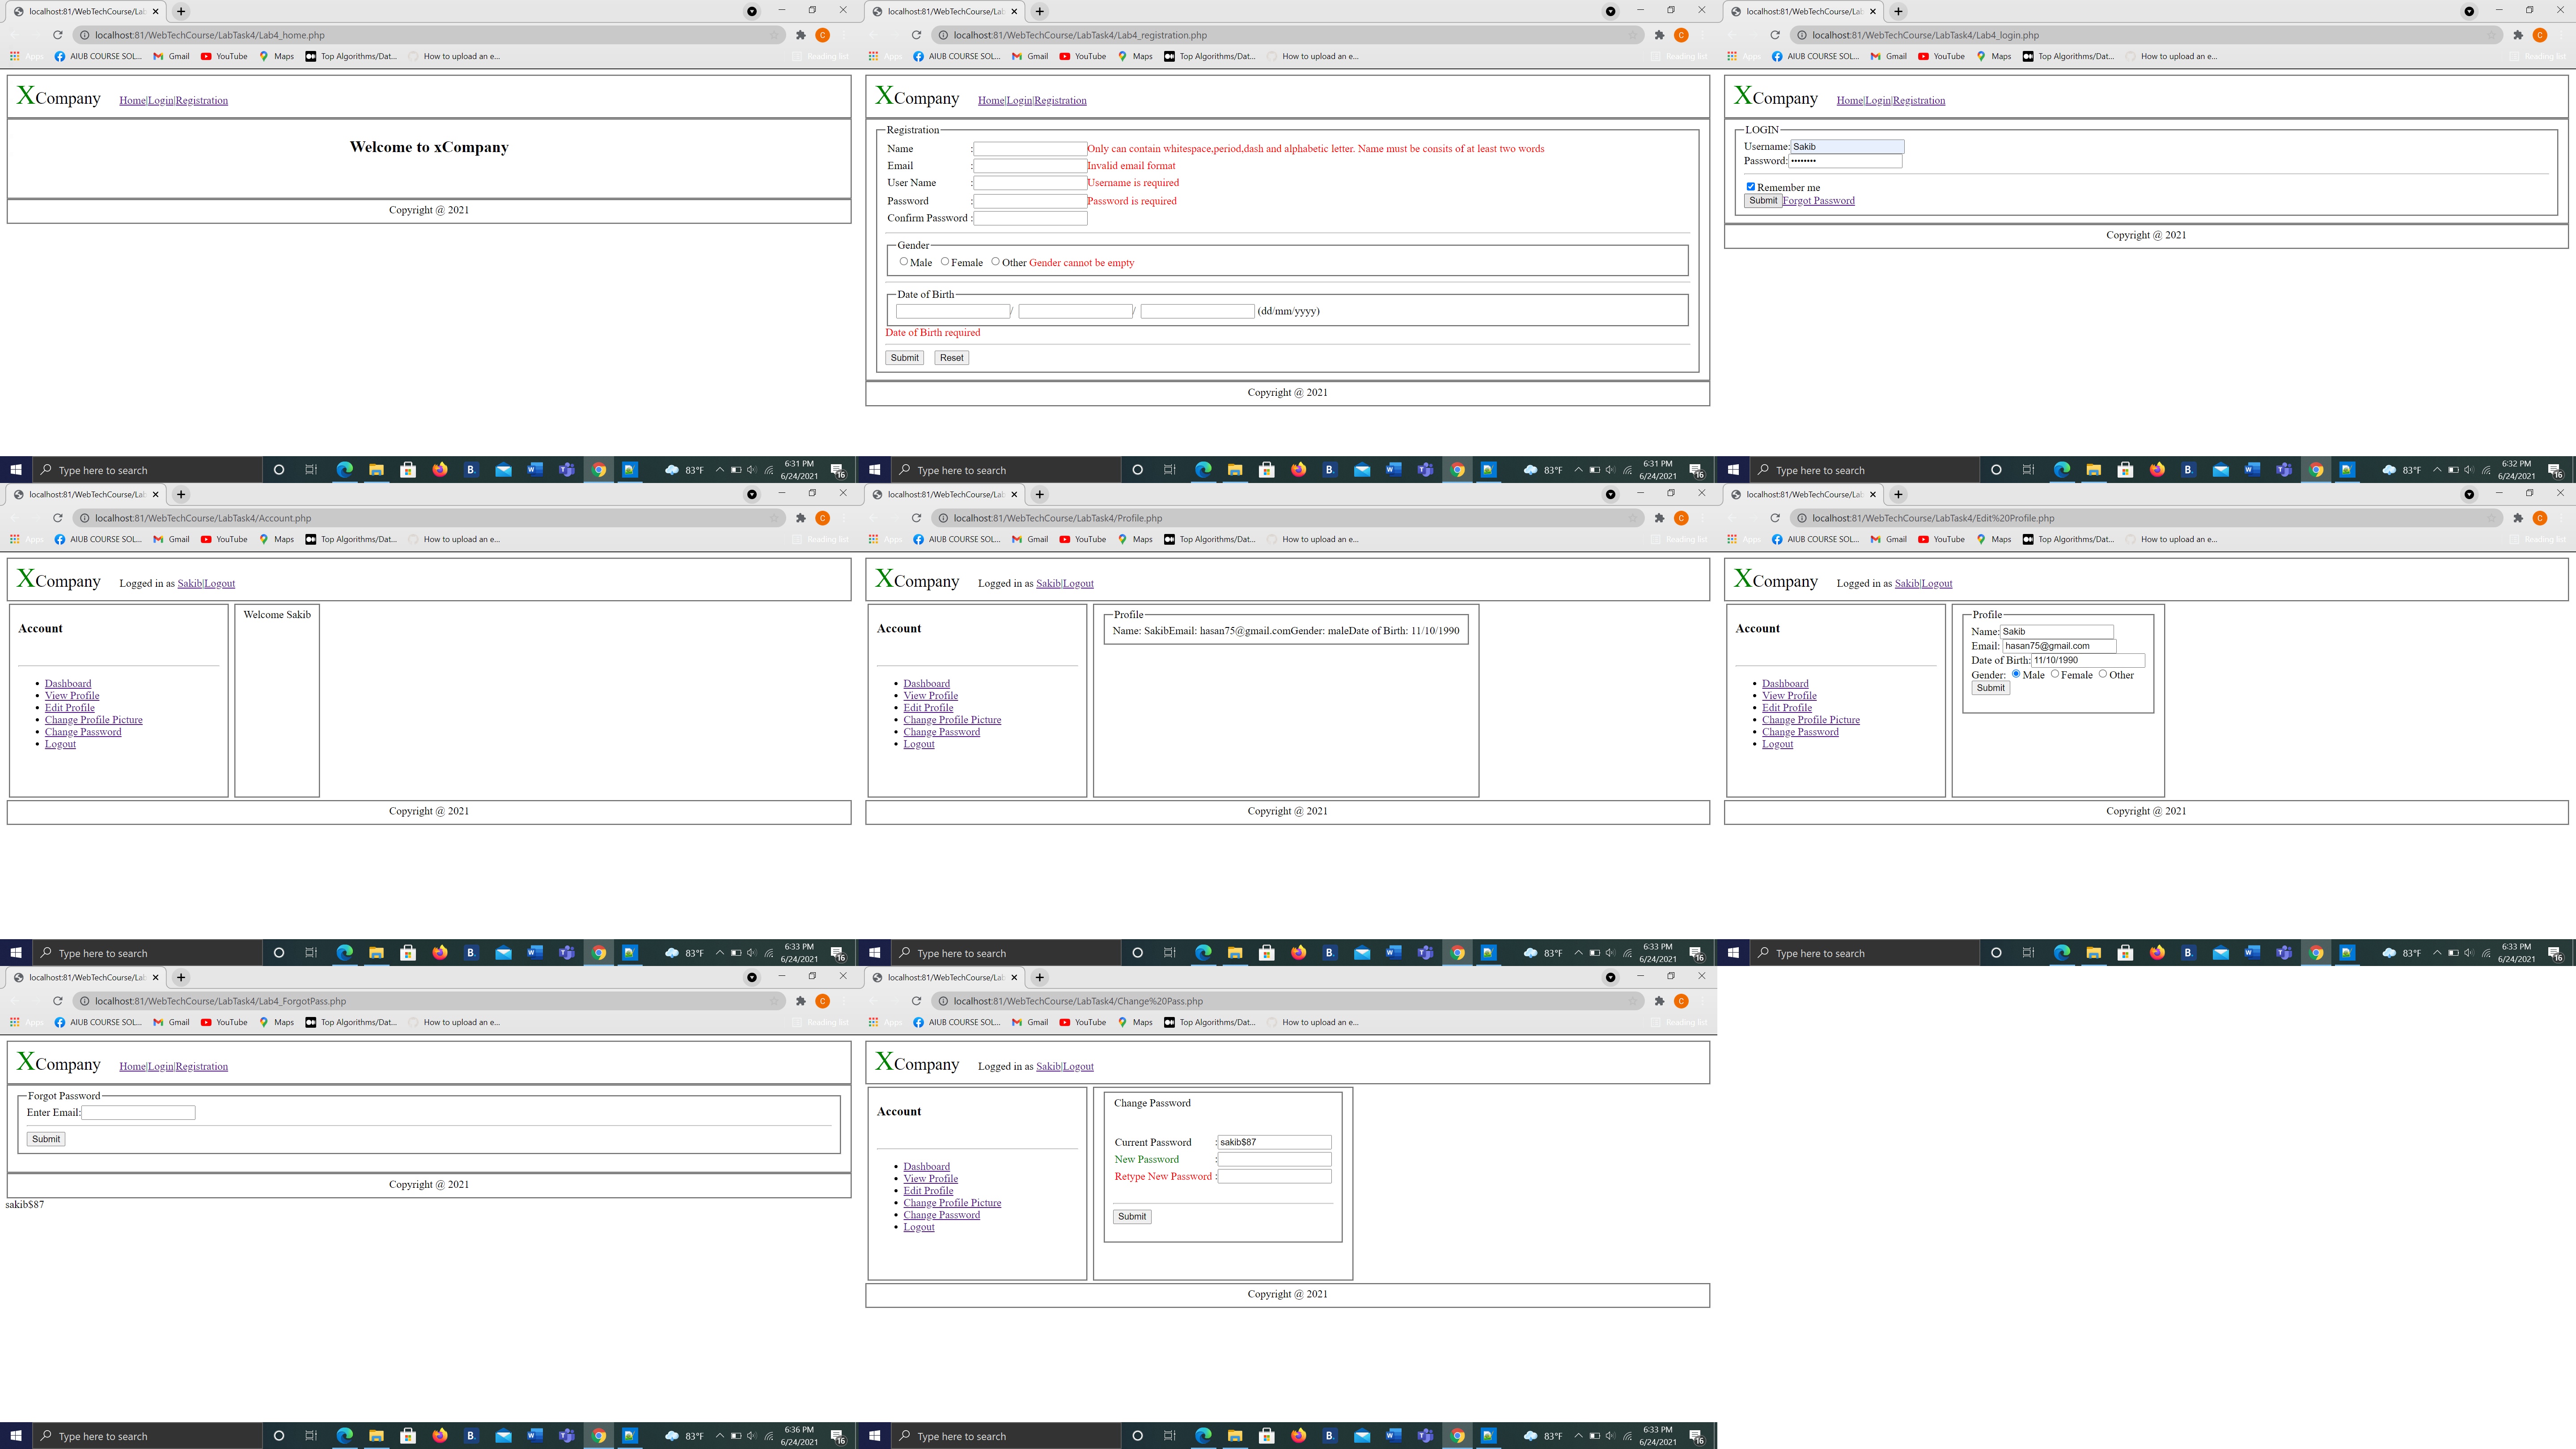 localhost:81/WebTechCourse/Lab
localhost:81/WebTechCourse/LabTask4/Lab4_home.php
C
Apps AIUB COURSE SOL... Gmail YouTube Maps Top Algorithms/Dat... How to upload an e... Reading list
XCompany Home|Login|Registration
Welcome to xCompany
Copyright @ 2021
Type here to search 83°F 6:31 PM 6/24/2021 16
localhost:81/WebTechCourse/Lab
localhost:81/WebTechCourse/LabTask4/Lab4_registration.php
C
Apps AIUB COURSE SOL... Gmail YouTube Maps Top Algorithms/Dat... How to upload an e... Reading list
XCompany Home|Login|Registration
Registration
Name : Only can contain whitespace,period,dash and alphabetic letter. Name must be consits of at least two words
Email : Invalid email format
User Name : Username is required
Password : Password is required
Confirm Password :
Gender
Male Female Other Gender cannot be empty
Date of Birth
/ / (dd/mm/yyyy)
Date of Birth required
Submit Reset
Copyright @ 2021
Type here to search 83°F 6:31 PM 6/24/2021 16
localhost:81/WebTechCourse/Lab
localhost:81/WebTechCourse/LabTask4/Lab4_login.php
C
Apps AIUB COURSE SOL... Gmail YouTube Maps Top Algorithms/Dat... How to upload an e... Reading list
XCompany Home|Login|Registration
LOGIN
Username: Sakib
Password: ••••••••
Remember me
Submit Forgot Password
Copyright @ 2021
Type here to search 83°F 6:32 PM 6/24/2021 16
localhost:81/WebTechCourse/Lab
localhost:81/WebTechCourse/LabTask4/Account.php
C
Apps AIUB COURSE SOL... Gmail YouTube Maps Top Algorithms/Dat... How to upload an e... Reading list
XCompany Logged in as Sakib|Logout
Account
Dashboard
View Profile
Edit Profile
Change Profile Picture
Change Password
Logout
Welcome Sakib
Copyright @ 2021
Type here to search 83°F 6:33 PM 6/24/2021 16
localhost:81/WebTechCourse/Lab
localhost:81/WebTechCourse/LabTask4/Profile.php
C
Apps AIUB COURSE SOL... Gmail YouTube Maps Top Algorithms/Dat... How to upload an e... Reading list
XCompany Logged in as Sakib|Logout
Account
Dashboard
View Profile
Edit Profile
Change Profile Picture
Change Password
Logout
Profile
Name: SakibEmail: hasan75@gmail.comGender: maleDate of Birth: 11/10/1990
Copyright @ 2021
Type here to search 83°F 6:33 PM 6/24/2021 16
localhost:81/WebTechCourse/Lab
localhost:81/WebTechCourse/LabTask4/Edit%20Profile.php
C
Apps AIUB COURSE SOL... Gmail YouTube Maps Top Algorithms/Dat... How to upload an e... Reading list
XCompany Logged in as Sakib|Logout
Account
Dashboard
View Profile
Edit Profile
Change Profile Picture
Change Password
Logout
Profile
Name: Sakib
Email: hasan75@gmail.com
Date of Birth: 11/10/1990
Gender: Male Female Other
Submit
Copyright @ 2021
Type here to search 83°F 6:33 PM 6/24/2021 16
localhost:81/WebTechCourse/Lab
localhost:81/WebTechCourse/LabTask4/Lab4_ForgotPass.php
C
Apps AIUB COURSE SOL... Gmail YouTube Maps Top Algorithms/Dat... How to upload an e... Reading list
XCompany Home|Login|Registration
Forgot Password
Enter Email:
Submit
Copyright @ 2021
sakib$87
Type here to search 83°F 6:36 PM 6/24/2021 16
localhost:81/WebTechCourse/Lab
localhost:81/WebTechCourse/LabTask4/Change%20Pass.php
C
Apps AIUB COURSE SOL... Gmail YouTube Maps Top Algorithms/Dat... How to upload an e... Reading list
XCompany Logged in as Sakib|Logout
Account
Dashboard
View Profile
Edit Profile
Change Profile Picture
Change Password
Logout
Change Password
Current Password : sakib$87
New Password :
Retype New Password :
Submit
Copyright @ 2021
Type here to search 83°F 6:33 PM 6/24/2021 16